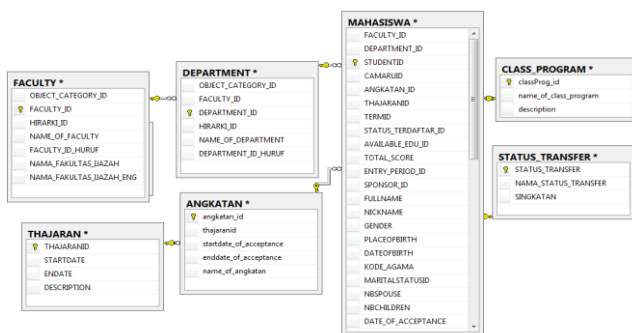 FACULTY *
OBJECT_CATEGORY_ID
FACULTY_ID
HIRARKI_ID
NAME_OF_FACULTY
FACULTY_ID_HURUF
NAMA_FAKULTAS_IJAZAH
NAMA_FAKULTAS_IJAZAH_ENG
DEPARTMENT *
OBJECT_CATEGORY_ID
FACULTY_ID
DEPARTMENT_ID
HIRARKI_ID
NAME_OF_DEPARTMENT
DEPARTMENT_ID_HURUF
THAJARAN *
THAJARANID
STARTDATE
ENDATE
DESCRIPTION
ANGKATAN *
angkatan_id
thajaranid
startdate_of_acceptance
enddate_of_acceptance
name_of_angkatan
MAHASISWA *
FACULTY_ID
DEPARTMENT_ID
STUDENTID
CAMARUID
ANGKATAN_ID
THAJARANID
TERMID
STATUS_TERDAFTAR_ID
AVAILABLE_EDU_ID
TOTAL_SCORE
ENTRY_PERIOD_ID
SPONSOR_ID
FULLNAME
NICKNAME
GENDER
PLACEOFBIRTH
DATEOFBIRTH
KODE_AGAMA
MARITALSTATUSID
NBSPOUSE
NBCHILDREN
DATE_OF_ACCEPTANCE
CLASS_PROGRAM *
classProg_id
name_of_class_program
description
STATUS_TRANSFER *
STATUS_TRANSFER
NAMA_STATUS_TRANSFER
SINGKATAN